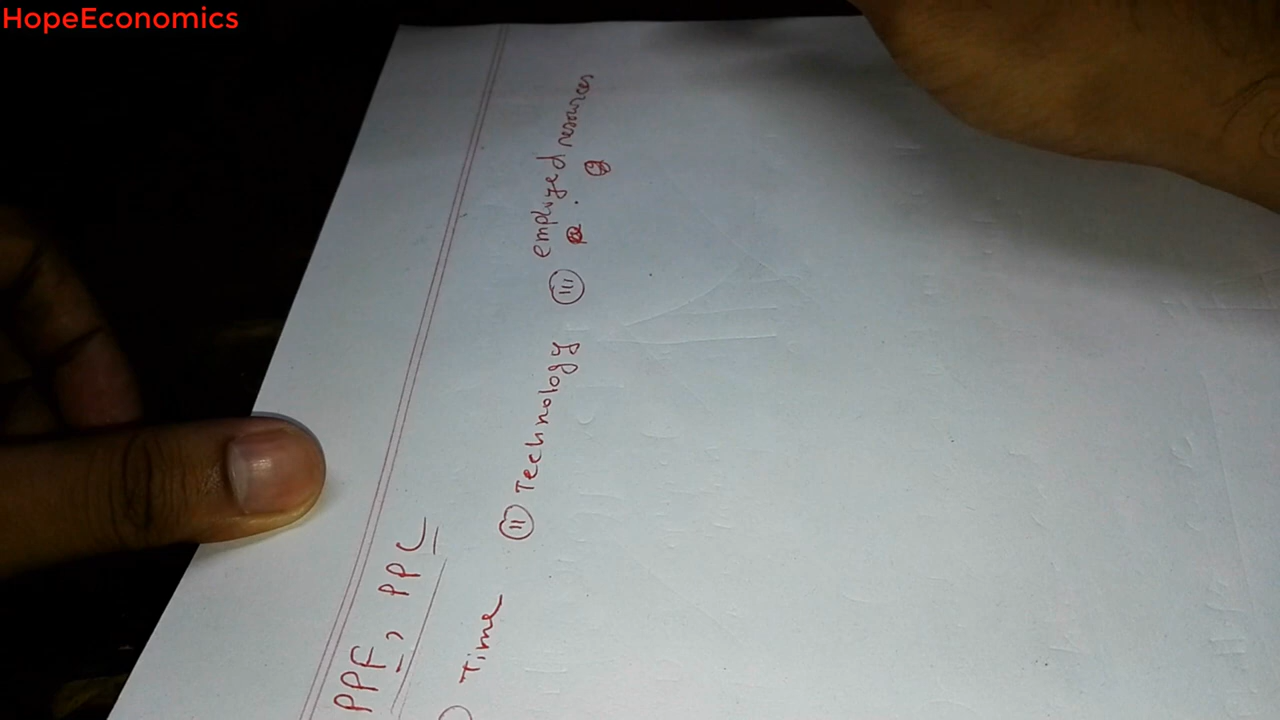 HopeEconomics
PPF, PPC
Time (ii) Technology (iii) employed resources